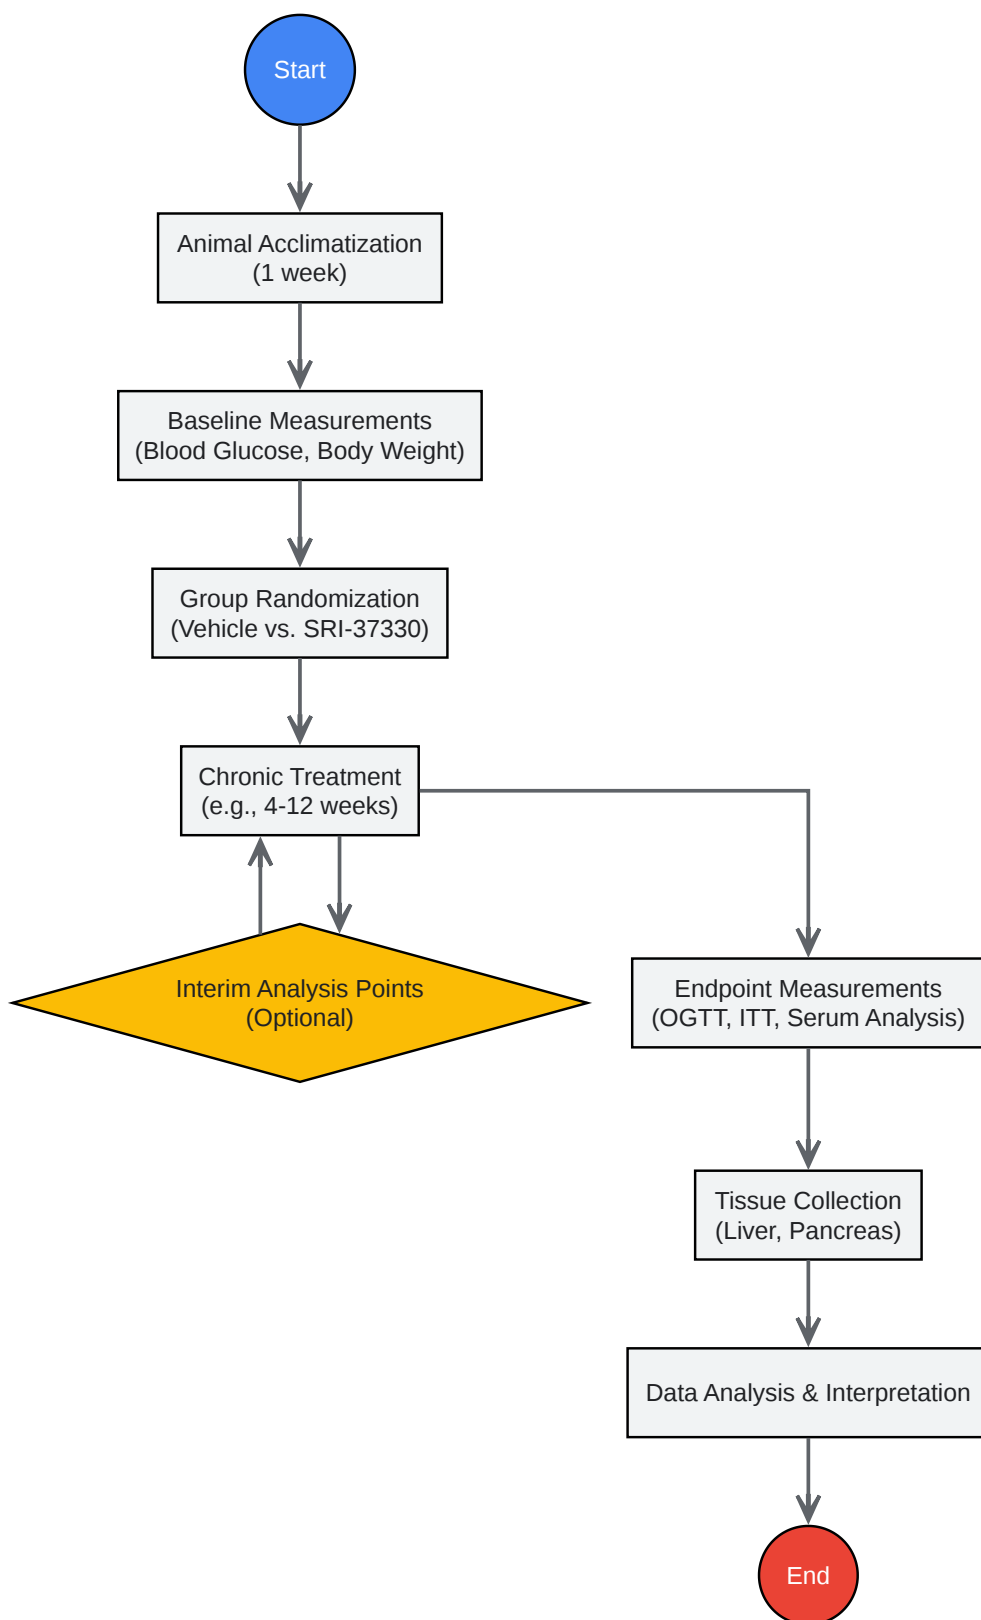 Start
Animal Acclimatization
(1 week)
Baseline Measurements
(Blood Glucose, Body Weight)
Group Randomization
(Vehicle vs. SRI-37330)
Chronic Treatment
(e.g., 4-12 weeks)
Interim Analysis Points
(Optional)
Endpoint Measurements
(OGTT, ITT, Serum Analysis)
Tissue Collection
(Liver, Pancreas)
Data Analysis & Interpretation
End